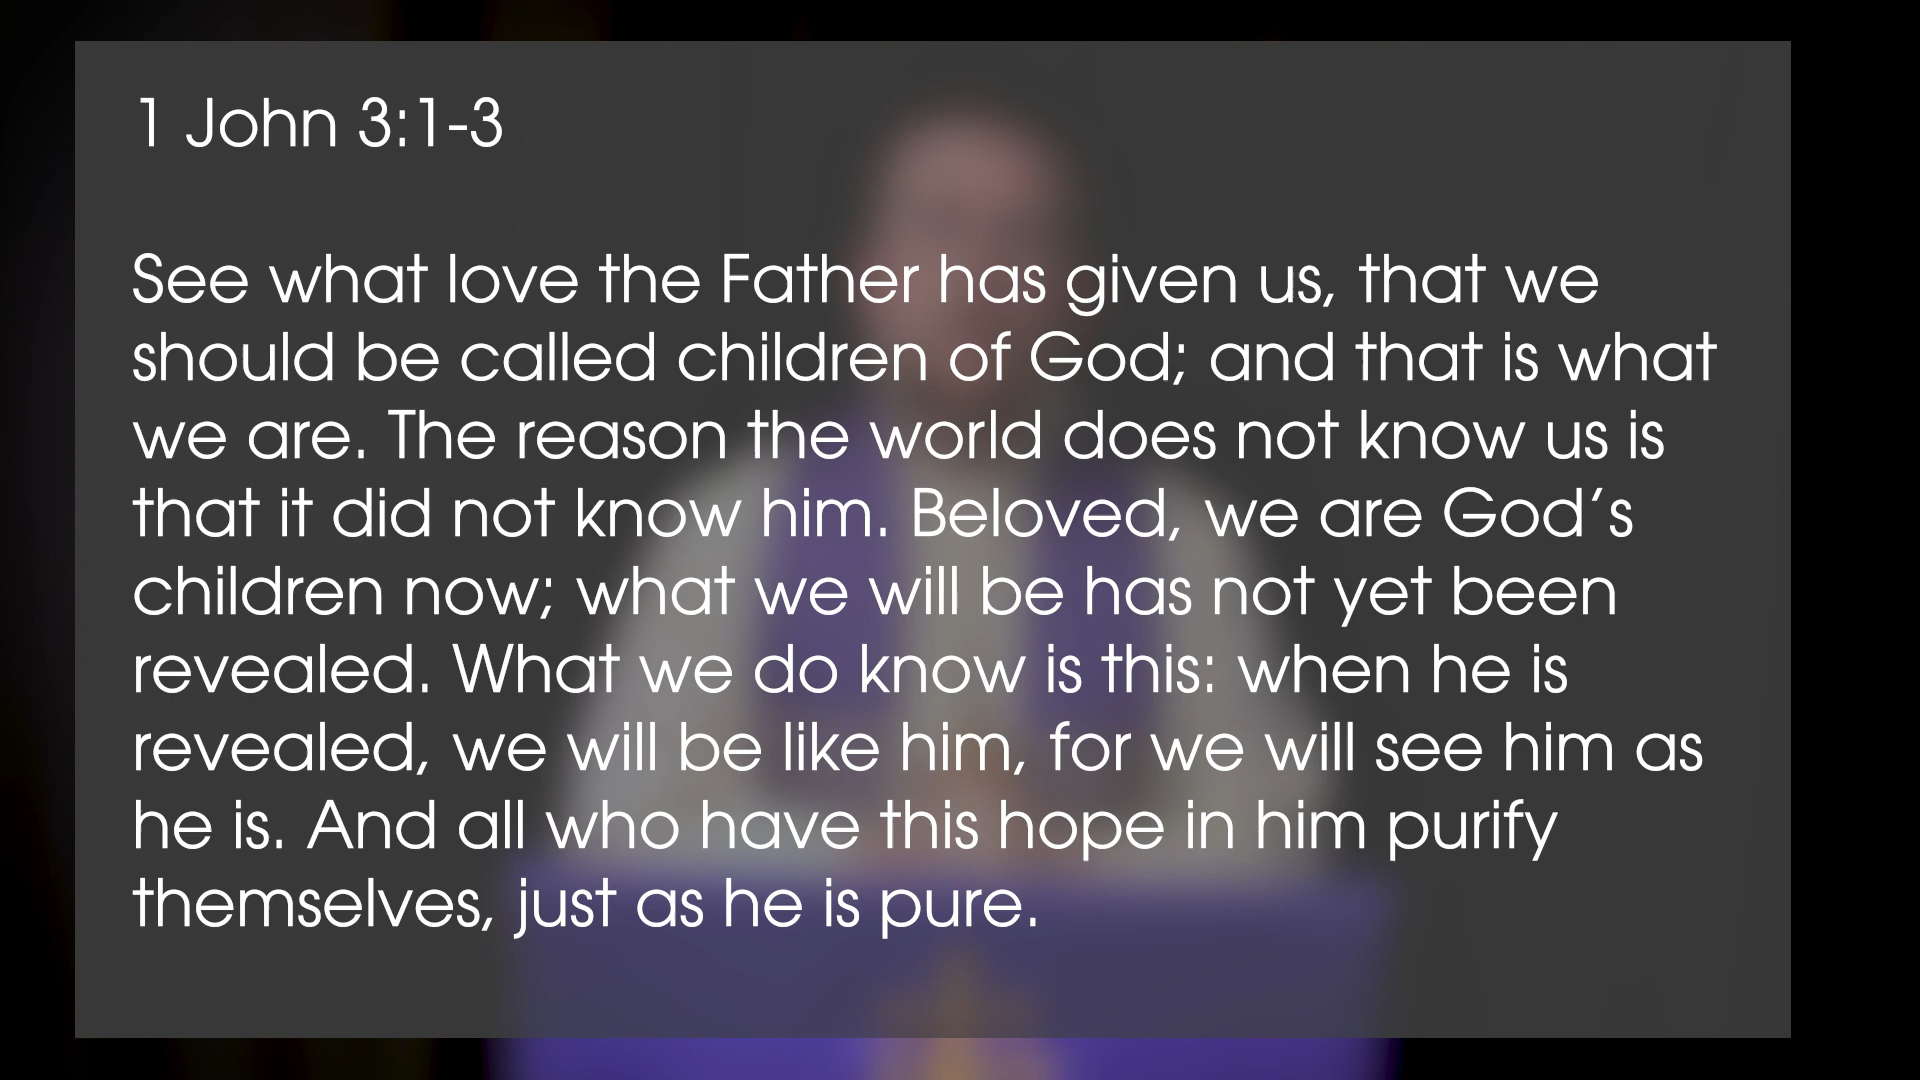 1 John 3:1-3
See what love the Father has given us, that we
should be called children of God; and that is what
we are. The reason the world does not know us is
that it did not know him. Beloved, we are God’s
children now; what we will be has not yet been
revealed. What we do know is this: when he is
revealed, we will be like him, for we will see him as
he is. And all who have this hope in him purify
themselves, just as he is pure.